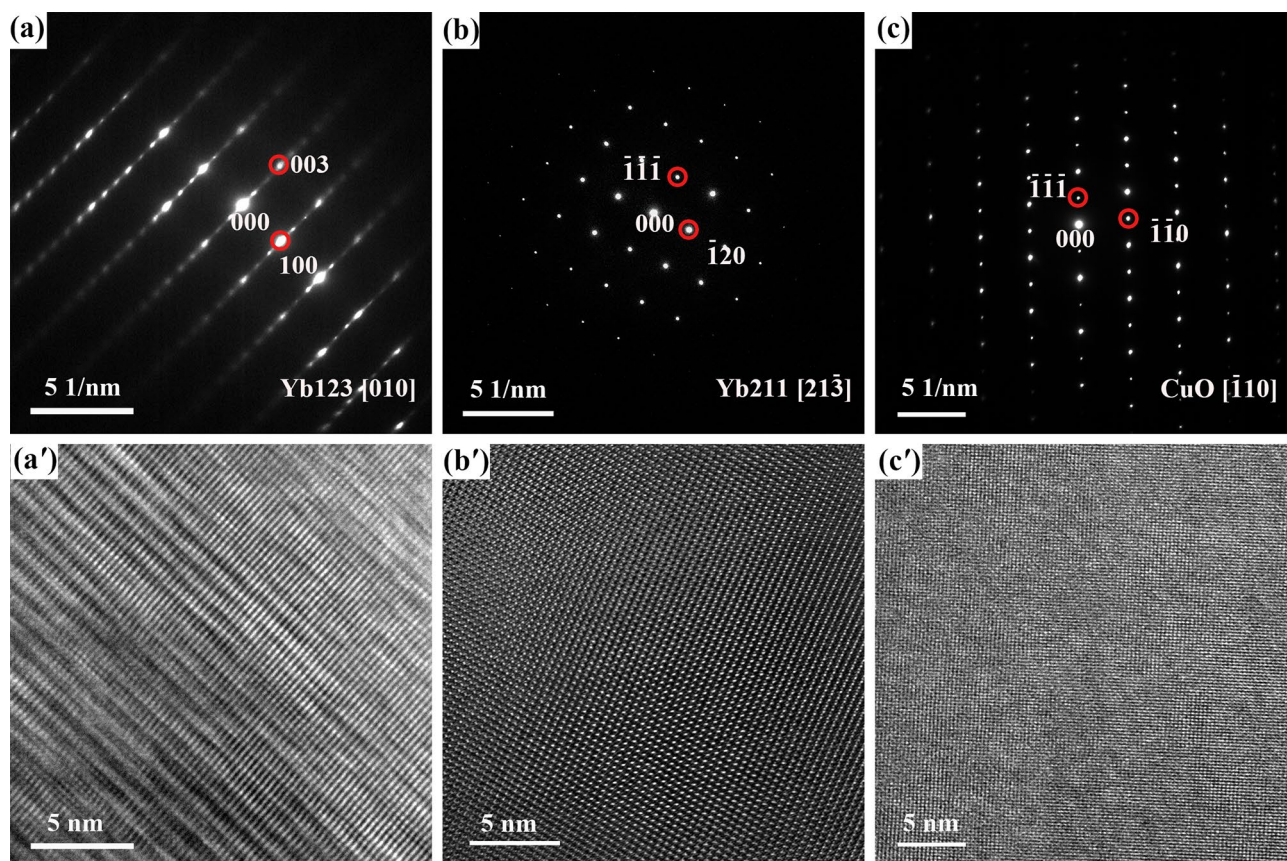 (a)
003
000
100
5 1/nm
Yb123 [010]
(b)
1̄1̄1̄
000
1̄20
5 1/nm
Yb211 [213̄]
(c)
1̄1̄1̄
000
1̄1̄0
5 1/nm
CuO [1̄10]
(a′)
5 nm
(b′)
5 nm
(c′)
5 nm